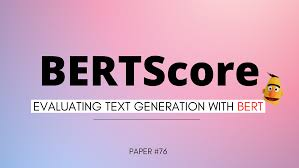 BERTScore
EVALUATING TEXT GENERATION WITH BERT
PAPER #76